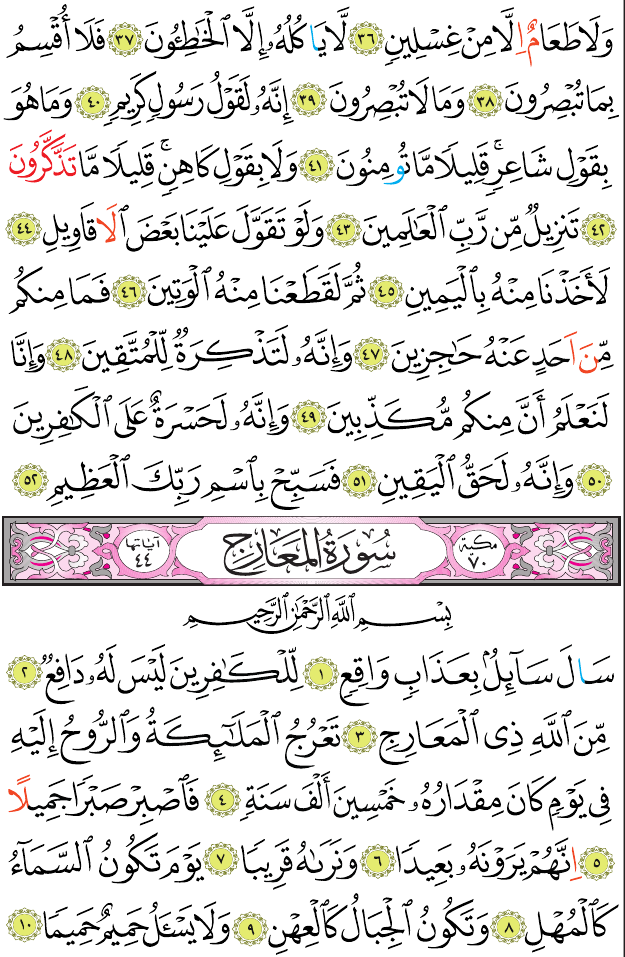 وَلَا طَعَامٌ اِلَّا مِنْ غِسْلِينٍ ٣٦ لَّا يَاكُلُهُۥ إِلَّا ٱلْخَٰطِـُٔونَ ٣٧ فَلَا أُقْسِمُ
بِمَا تُبْصِرُونَ ٣٨ وَمَا لَا تُبْصِرُونَ ٣٩ إِنَّهُۥ لَقَوْلُ رَسُولٍ كَرِيمٍ ٤٠ وَمَا هُوَ
بِقَوْلِ شَاعِرٍۚ قَلِيلًا مَّا تُومِنُونَ ٤١ وَلَا بِقَوْلِ كَاهِنٍۚ قَلِيلًا مَّا تَذَّكَّرُونَ
٤٢ تَنزِيلٌ مِّن رَّبِّ ٱلْعَٰلَمِينَ ٤٣ وَلَوْ تَقَوَّلَ عَلَيْنَا بَعْضَ ٱلَاقَاوِيلِ ٤٤
لَأَخَذْنَا مِنْهُ بِٱلْيَمِينِ ٤٥ ثُمَّ لَقَطَعْنَا مِنْهُ ٱلْوَتِينَ ٤٦ فَمَا مِنكُم
مِّنَ اَحَدٍ عَنْهُ حَٰجِزِينَ ٤٧ وَإِنَّهُۥ لَتَذْكِرَةٌ لِّلْمُتَّقِينَ ٤٨ وَإِنَّا
لَنَعْلَمُ أَنَّ مِنكُم مُّكَذِّبِينَ ٤٩ وَإِنَّهُۥ لَحَسْرَةٌ عَلَى ٱلْكَٰفِرِينَ
٥٠ وَإِنَّهُۥ لَحَقُّ ٱلْيَقِينِ ٥١ فَسَبِّحْ بِٱسْمِ رَبِّكَ ٱلْعَظِيمِ ٥٢
مكية ٧٠ سُورَةُ المَعَارِجِ آياتها ٤٤
بِسْمِ ٱللَّهِ ٱلرَّحْمَٰنِ ٱلرَّحِيمِ
سَالَ سَآئِلٌۢ بِعَذَابٍ وَاقِعٍ ١ لِّلْكَٰفِرِينَ لَيْسَ لَهُۥ دَافِعٌ ٢
مِّنَ ٱللَّهِ ذِى ٱلْمَعَارِجِ ٣ تَعْرُجُ ٱلْمَلَٰٓئِكَةُ وَٱلرُّوحُ إِلَيْهِ
فِى يَوْمٍ كَانَ مِقْدَارُهُۥ خَمْسِينَ أَلْفَ سَنَةٍ ٤ فَٱصْبِرْ صَبْرًا جَمِيلًا
٥ اِنَّهُمْ يَرَوْنَهُۥ بَعِيدًا ٦ وَنَرَىٰهُ قَرِيبًا ٧ يَوْمَ تَكُونُ ٱلسَّمَآءُ
كَٱلْمُهْلِ ٨ وَتَكُونُ ٱلْجِبَالُ كَٱلْعِهْنِ ٩ وَلَا يَسْـَٔلُ حَمِيمٌ حَمِيمًا ١٠